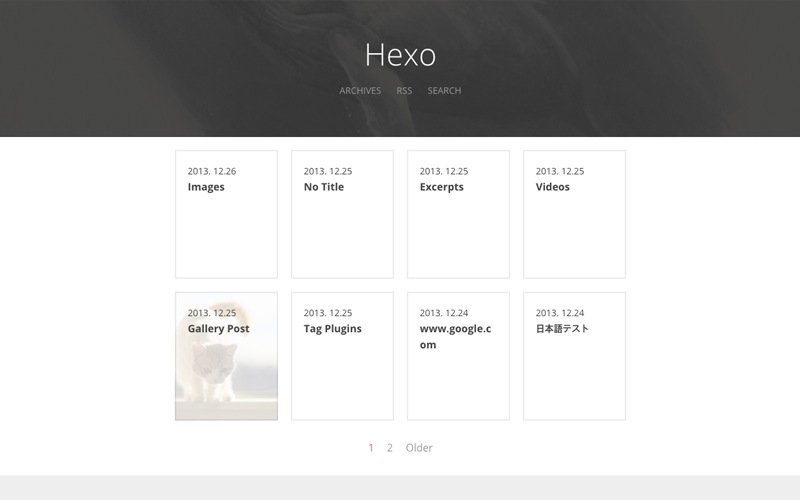 Hexo
ARCHIVES RSS SEARCH
2013. 12.26
Images
2013. 12.25
No Title
2013. 12.25
Excerpts
2013. 12.25
Videos
2013. 12.25
Gallery Post
2013. 12.25
Tag Plugins
2013. 12.24
www.google.c
om
2013. 12.24
日本語テスト
1 2 Older